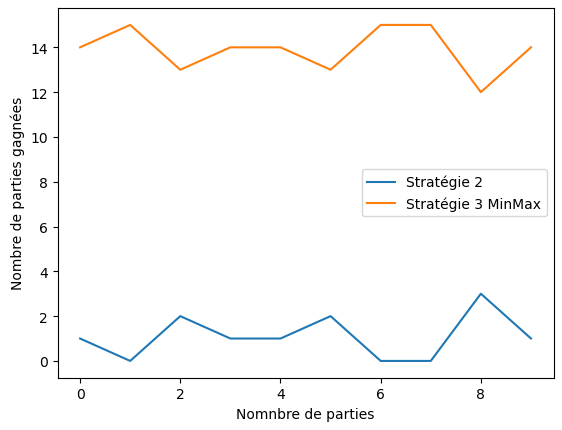 Nombre de parties gagnées
14
12
10
8
6
4
2
0
Stratégie 2
Stratégie 3 MinMax
0 2 4 6 8
Nomnbre de parties